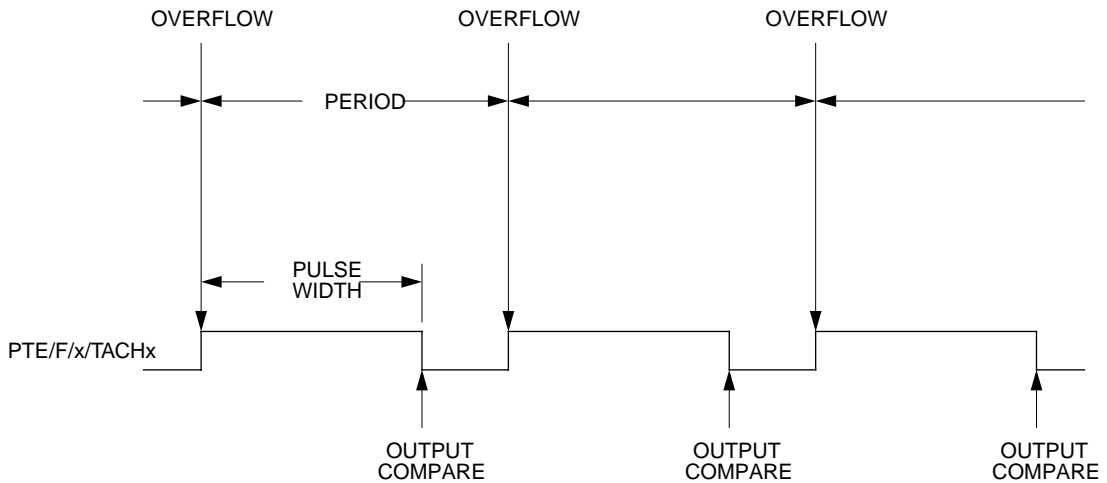 OVERFLOW OVERFLOW OVERFLOW
PERIOD
PULSE
WIDTH
PTE/F/x/TACHx
OUTPUT
COMPARE
OUTPUT
COMPARE
OUTPUT
COMPARE